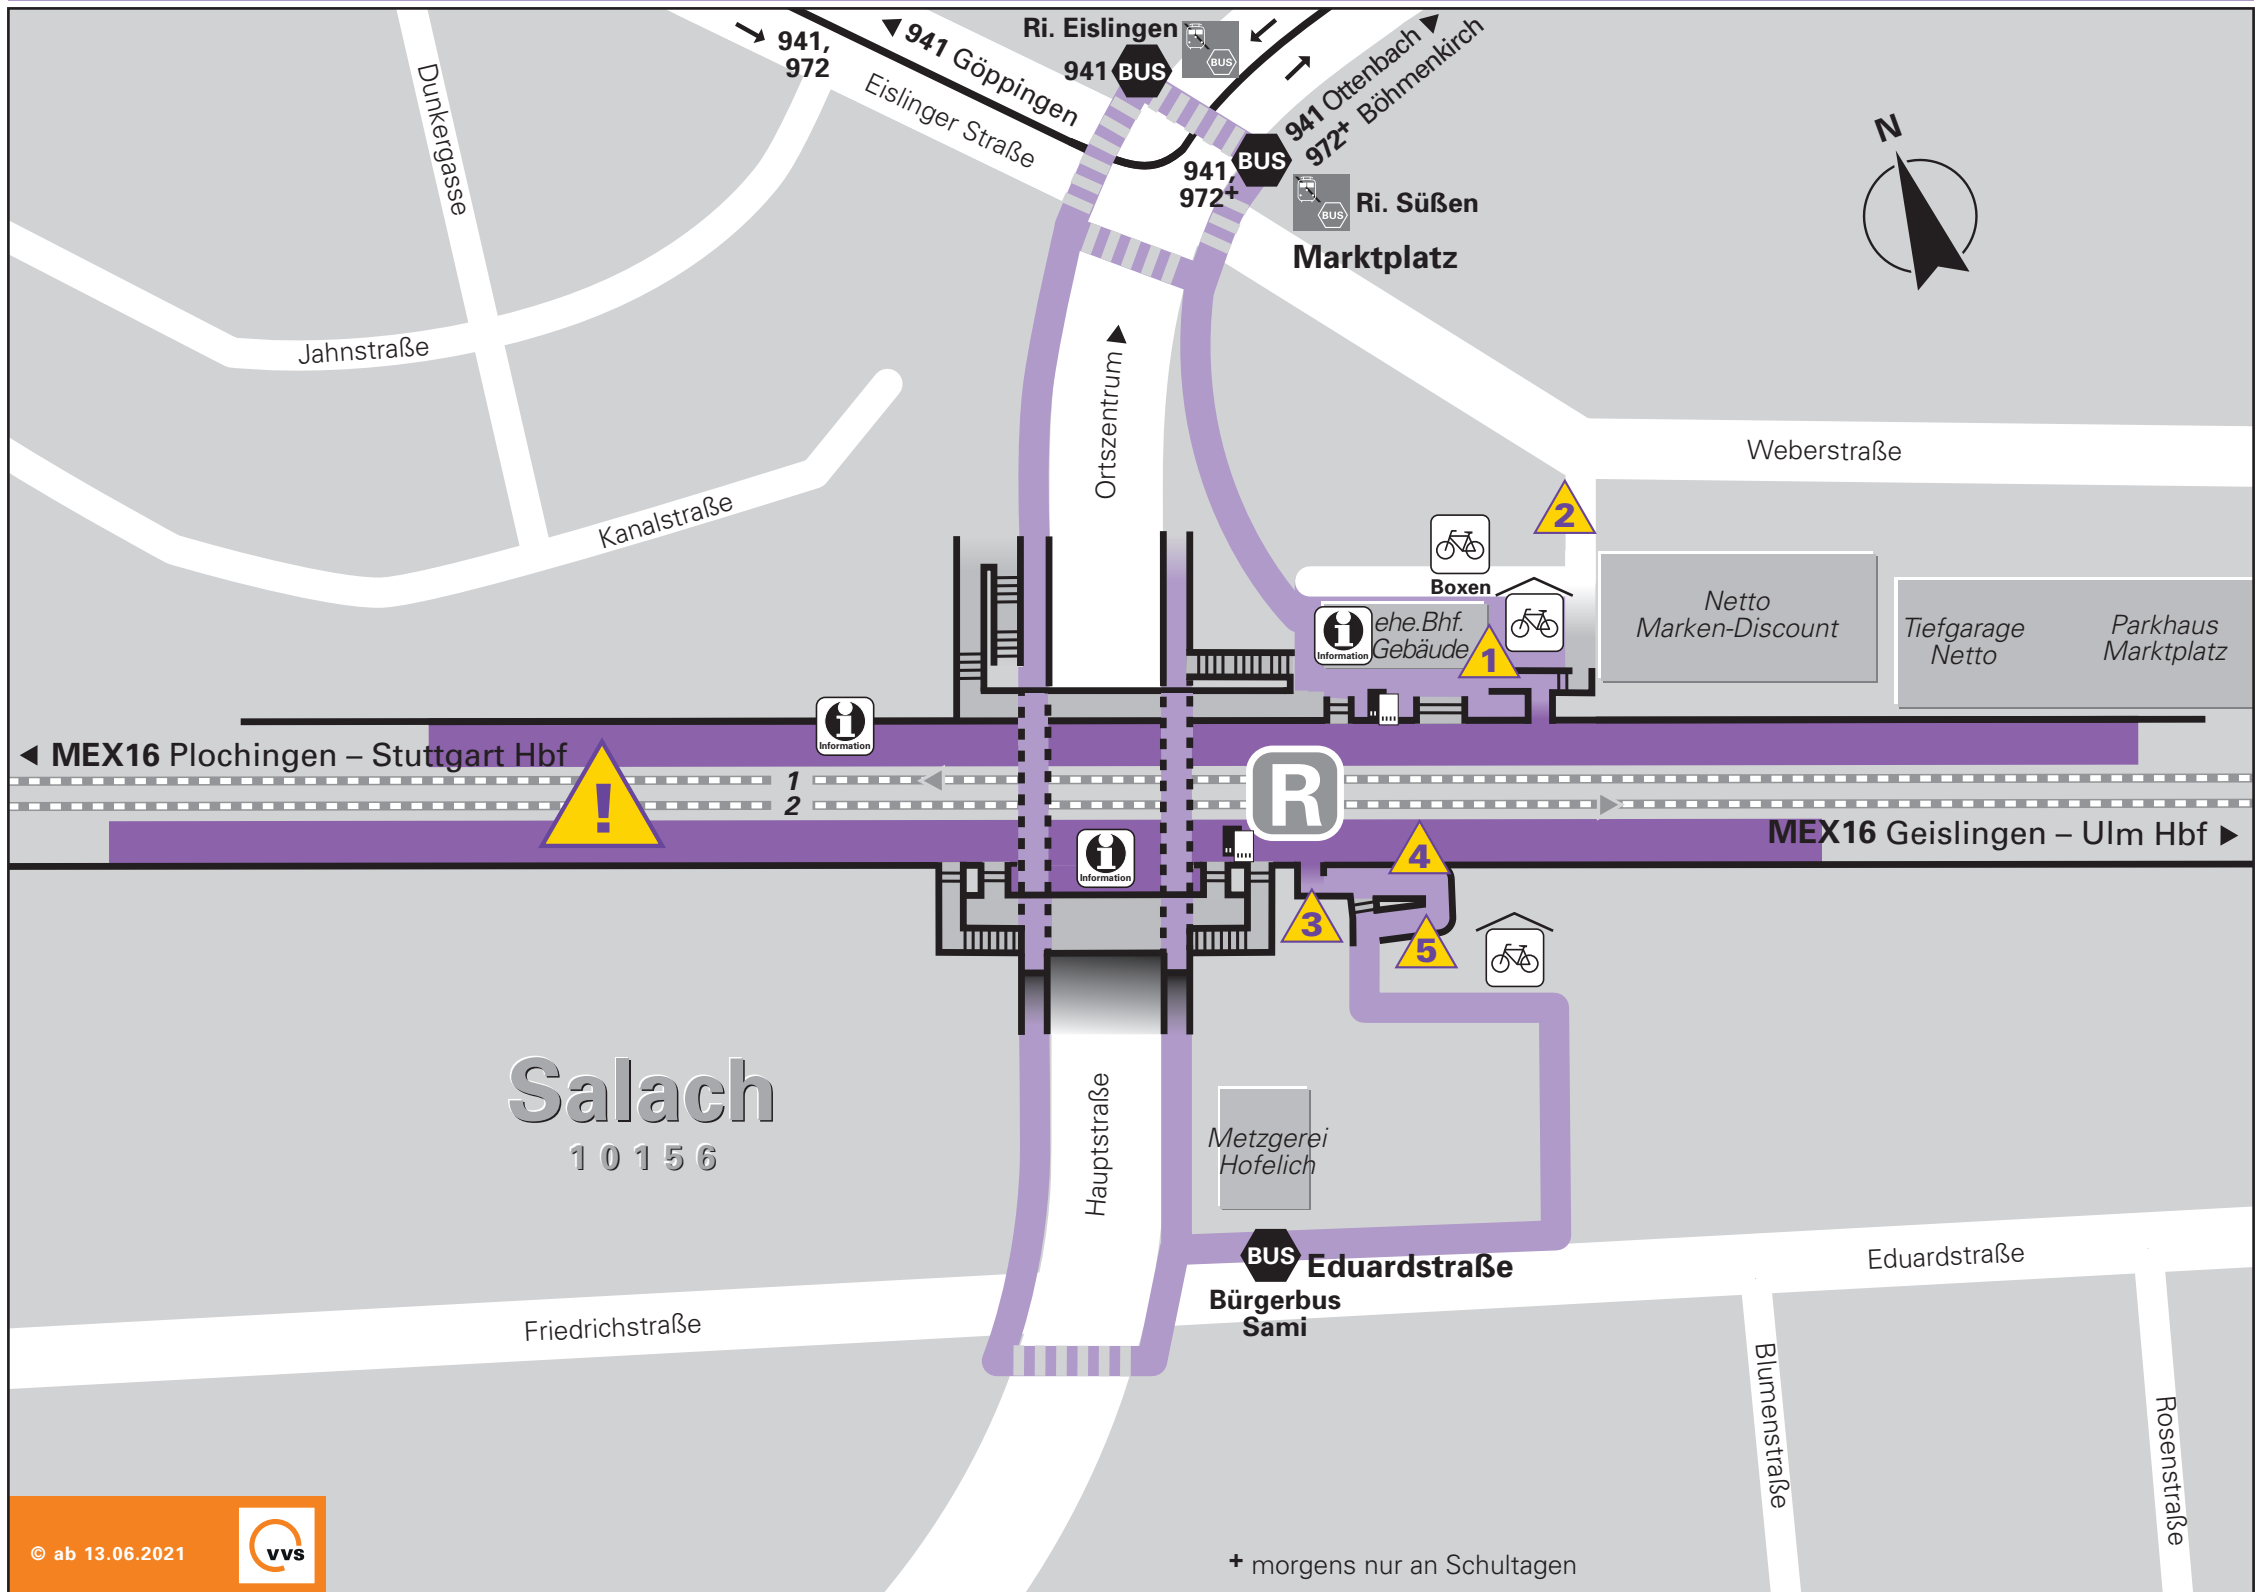 941,
972
◄ 941 Göppingen
Eislinger Straße
Ri. Eislingen
941 BUS
BUS
941 Ottenbach
972+ Böhmenkirch
BUS
941,
972+
BUS
Ri. Süßen
Marktplatz
N
Dunkergasse
Jahnstraße
Kanalstraße
Ortszentrum ►
Weberstraße
2
Boxen
Information
ehe.Bhf.
Gebäude
1
Netto
Marken-Discount
Tiefgarage
Netto
Parkhaus
Marktplatz
Information
◄ MEX16 Plochingen – Stuttgart Hbf
!
1
2
R
MEX16 Geislingen – Ulm Hbf ►
Information
4
3
5
Salach
10156
Hauptstraße
Metzgerei
Hofelich
BUS Eduardstraße
Bürgerbus
Sami
Eduardstraße
Friedrichstraße
Blumenstraße
Rosenstraße
© ab 13.06.2021
vvs
+ morgens nur an Schultagen